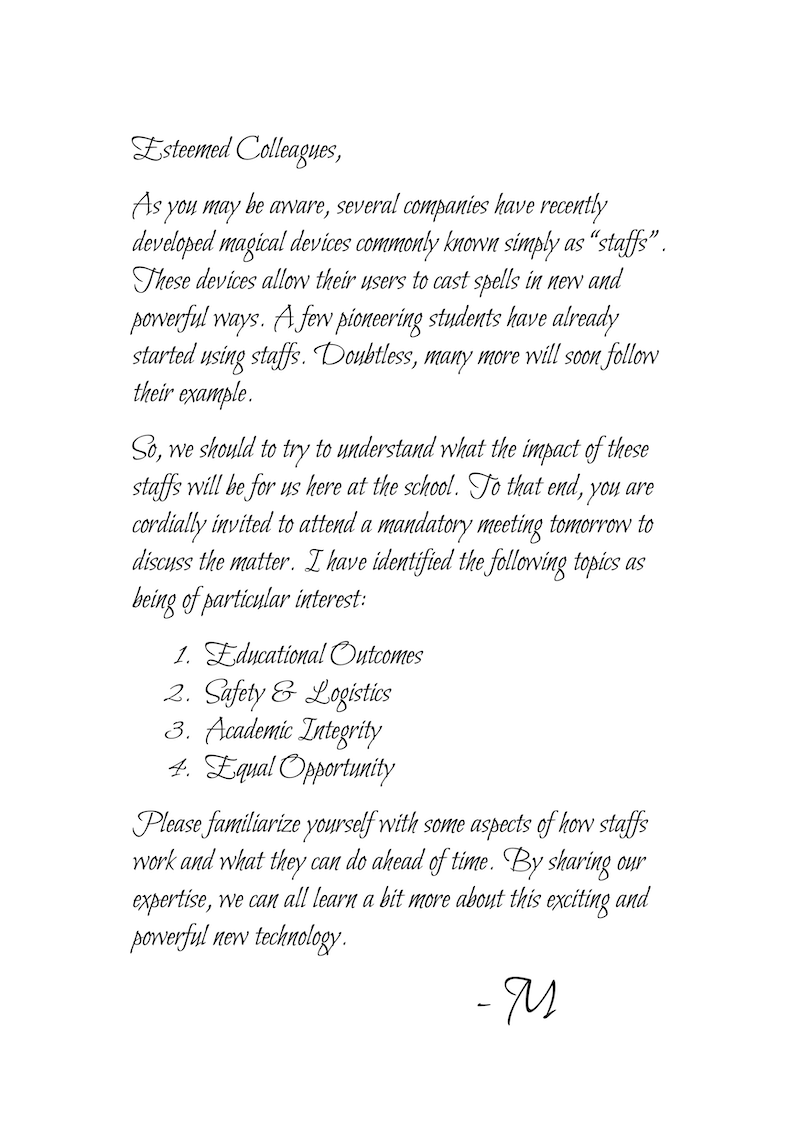 Esteemed Colleagues,
As you may be aware, several companies have recently
developed magical devices commonly known simply as “staffs”.
These devices allow their users to cast spells in new and
powerful ways. A few pioneering students have already
started using staffs. Doubtless, many more will soon follow
their example.
So, we should to try to understand what the impact of these
staffs will be for us here at the school. To that end, you are
cordially invited to attend a mandatory meeting tomorrow to
discuss the matter. I have identified the following topics as
being of particular interest:
1. Educational Outcomes
2. Safety & Logistics
3. Academic Integrity
4. Equal Opportunity
Please familiarize yourself with some aspects of how staffs
work and what they can do ahead of time. By sharing our
expertise, we can all learn a bit more about this exciting and
powerful new technology.
- M